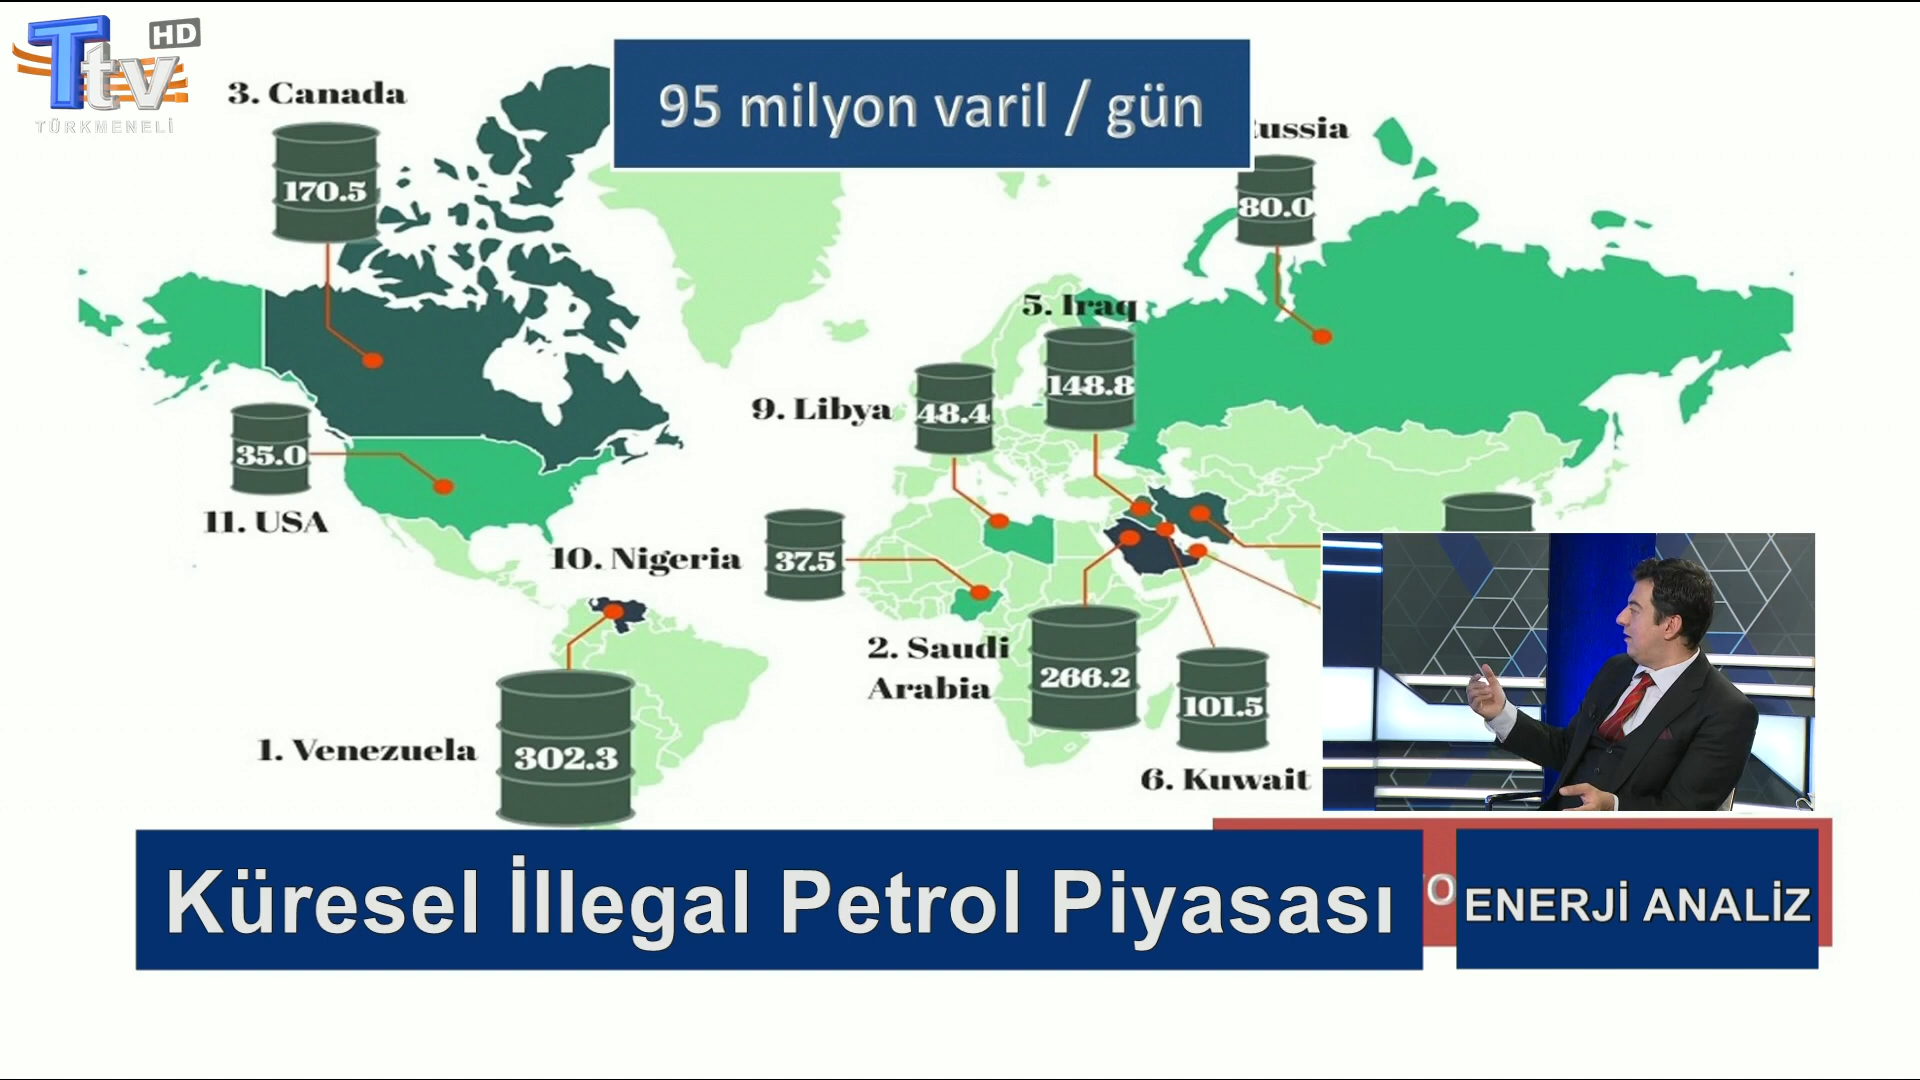 Ttv HD
TÜRKMENELİ
95 milyon varil / gün
3. Canada
170.5
80.0
5. Iraq
148.8
9. Libya
48.4
35.0
11. USA
10. Nigeria
37.5
2. Saudi
Arabia
266.2
101.5
6. Kuwait
1. Venezuela
302.3
Küresel İllegal Petrol Piyasası
ENERJİ ANALİZ